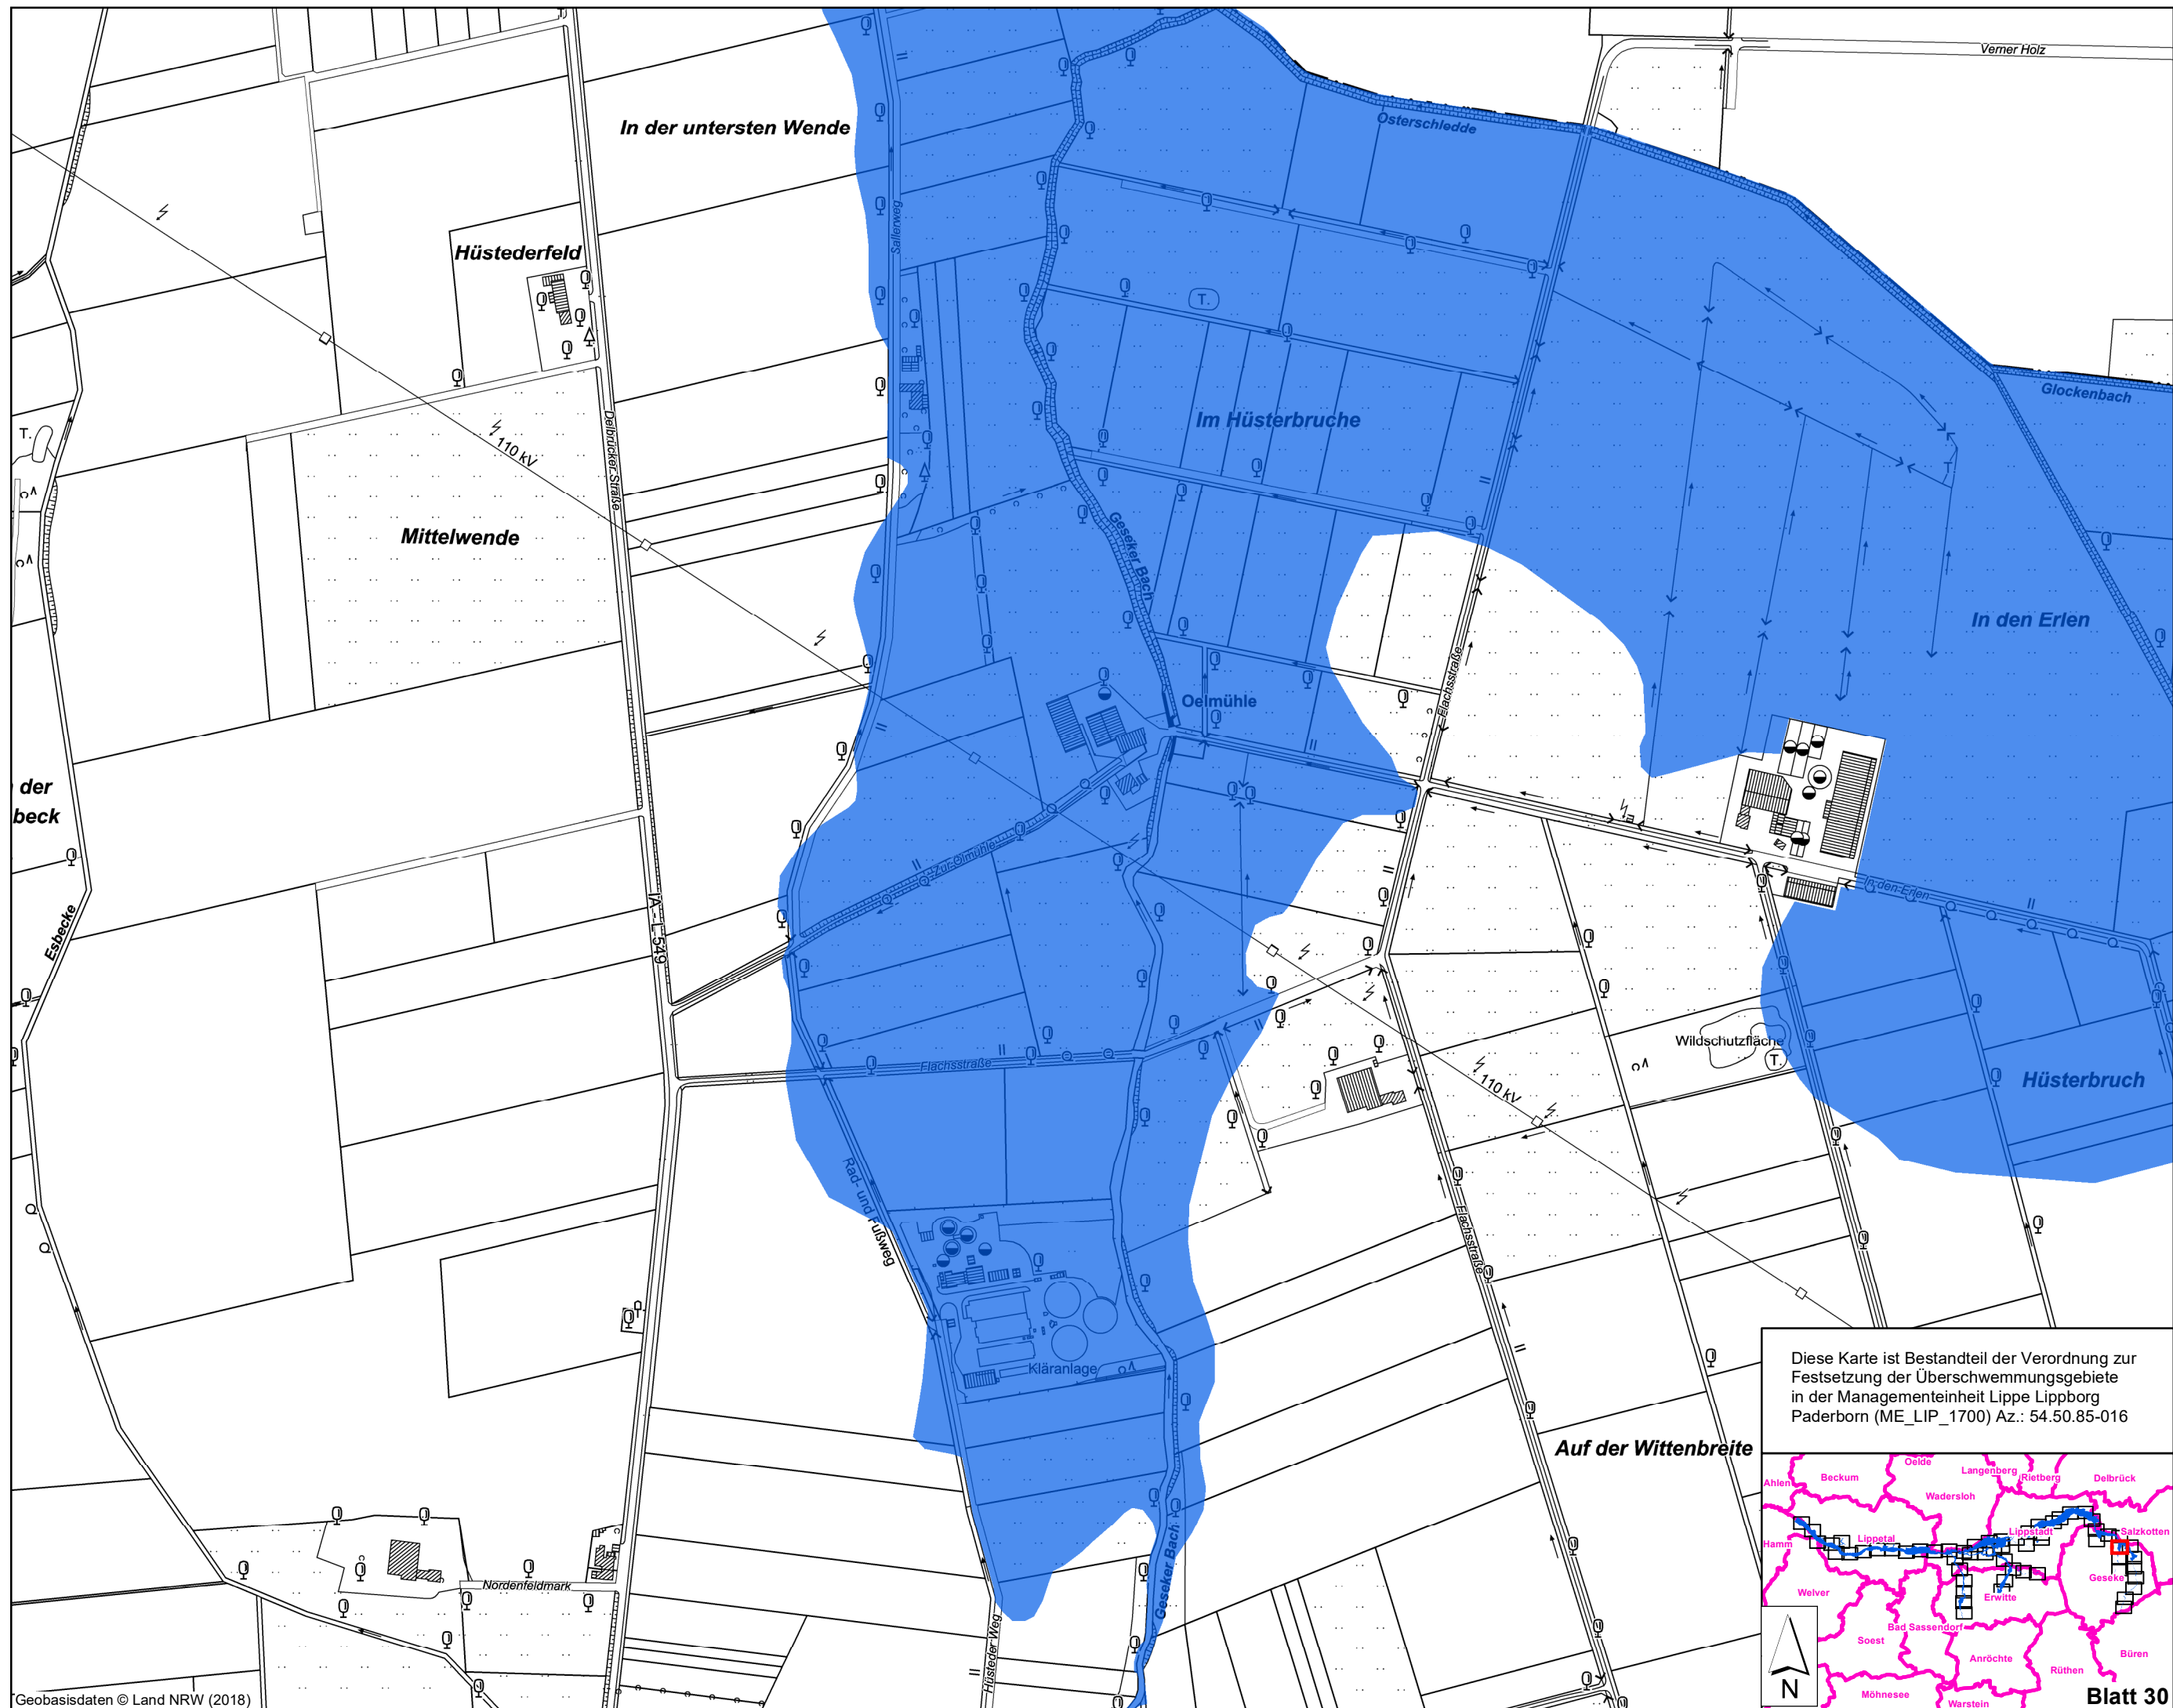 Verner Holz
Osterschledde
In der untersten Wende
Sallerweg
Hüstederfeld
T.
Glockenbach
Im Hüsterbruche
Delbrücker Straße
110 kV
T.
Mittelwende
Geseker Bach
In den Erlen
Flachsstraße
Oelmühle
der
beck
Zur Ölmühle
In den Erlen
Esbecke
L 549
Wildschutzfläche
T.
Flachsstraße
110 kV
Hüsterbruch
Rad- und Fußweg
Flachsstraße
Kläranlage
Diese Karte ist Bestandteil der Verordnung zur
Festsetzung der Überschwemmungsgebiete
in der Managementeinheit Lippe Lippborg
Paderborn (ME_LIP_1700) Az.: 54.50.85-016
Auf der Wittenbreite
Geseker Bach
Nordenfeldmark
Hüsteder Weg
Oelde
Ahlen
Beckum
Langenberg
Rietberg
Delbrück
Wadersloh
Hamm
Lippetal
Lippstadt
Salzkotten
Geseke
Welver
Erwitte
Bad Sassendorf
Soest
Anröchte
Rüthen
Büren
Möhnesee
Warstein
N
Blatt 30
Geobasisdaten © Land NRW (2018)